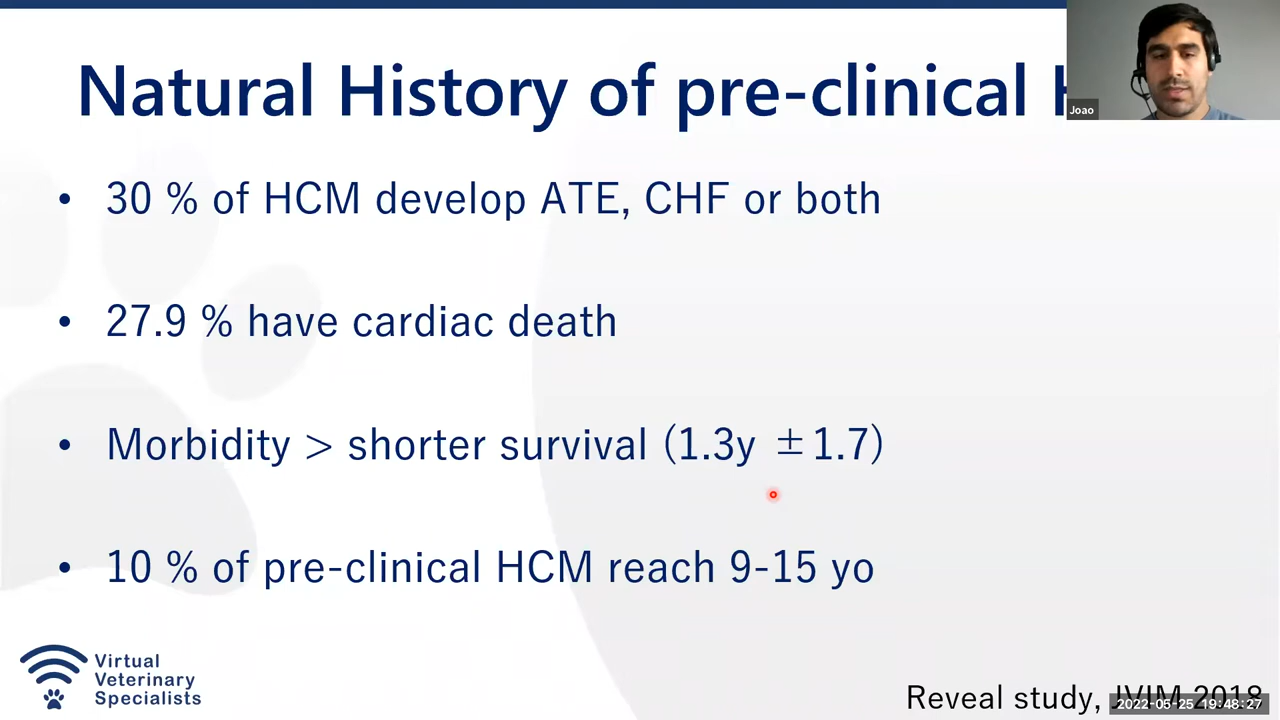 Natural History of pre-clinical
Joao
• 30 % of HCM develop ATE, CHF or both
• 27.9 % have cardiac death
• Morbidity > shorter survival (1.3y ±1.7)
• 10 % of pre-clinical HCM reach 9-15 yo
Virtual
Veterinary
Specialists
Reveal study, JVIM 2018
2022-05-25 19:48:27